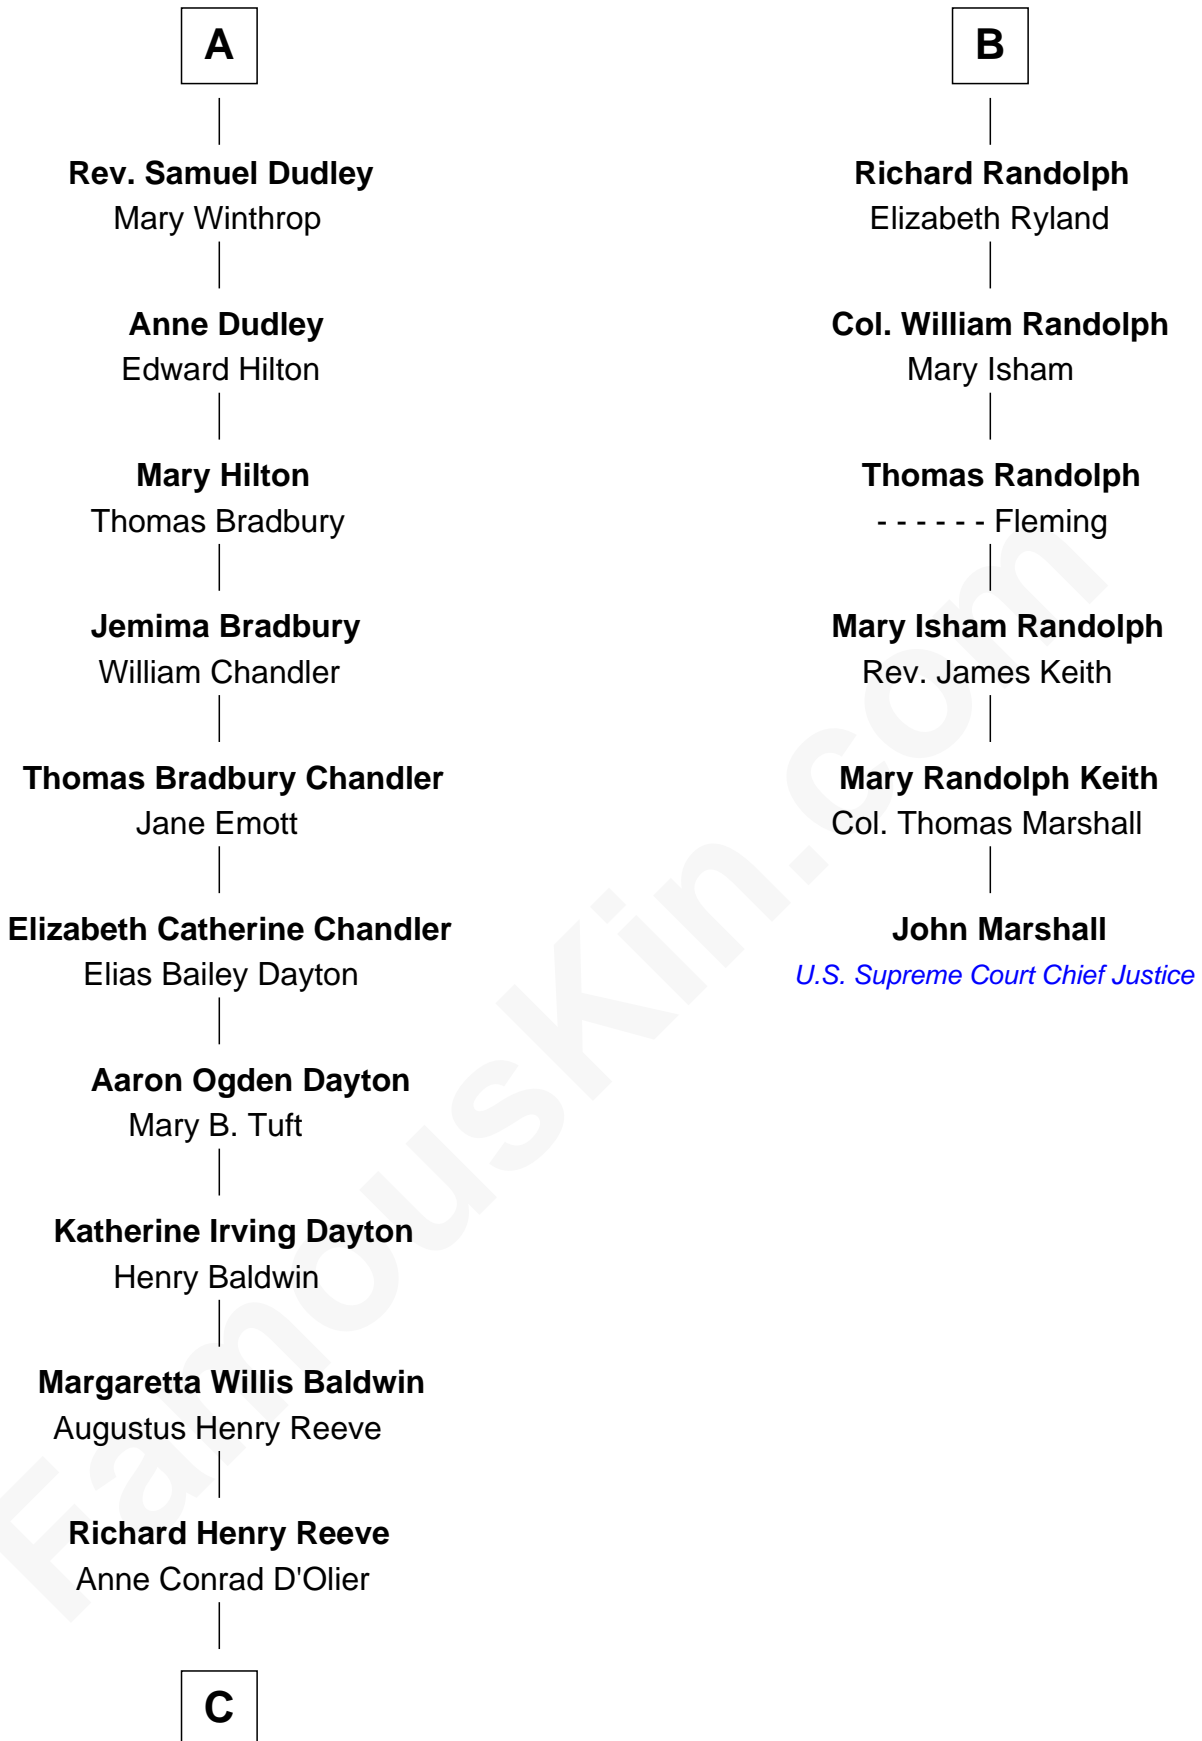 A
Rev. Samuel Dudley
Mary Winthrop
Anne Dudley
Edward Hilton
Mary Hilton
Thomas Bradbury
Jemima Bradbury
William Chandler
Thomas Bradbury Chandler
Jane Emott
Elizabeth Catherine Chandler
Elias Bailey Dayton
Aaron Ogden Dayton
Mary B. Tuft
Katherine Irving Dayton
Henry Baldwin
Margaretta Willis Baldwin
Augustus Henry Reeve
Richard Henry Reeve
Anne Conrad D'Olier
C
B
Richard Randolph
Elizabeth Ryland
Col. William Randolph
Mary Isham
Thomas Randolph
- - - - - - Fleming
Mary Isham Randolph
Rev. James Keith
Mary Randolph Keith
Col. Thomas Marshall
John Marshall
U.S. Supreme Court Chief Justice
FamousKin.com